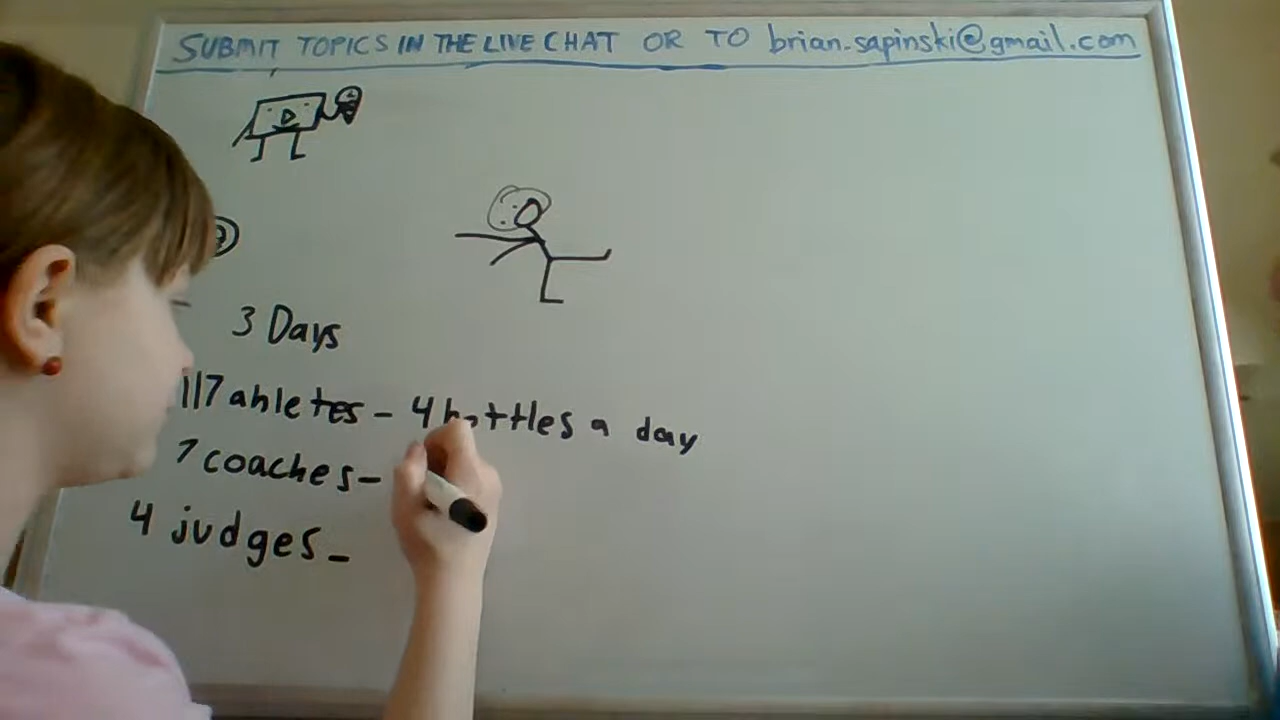 SUBMIT TOPICS IN THE LIVE CHAT OR TO brian.sapinski@gmail.com
3 Days
117 ahletes - 4 bottles a day
7 coaches-
4 judges-